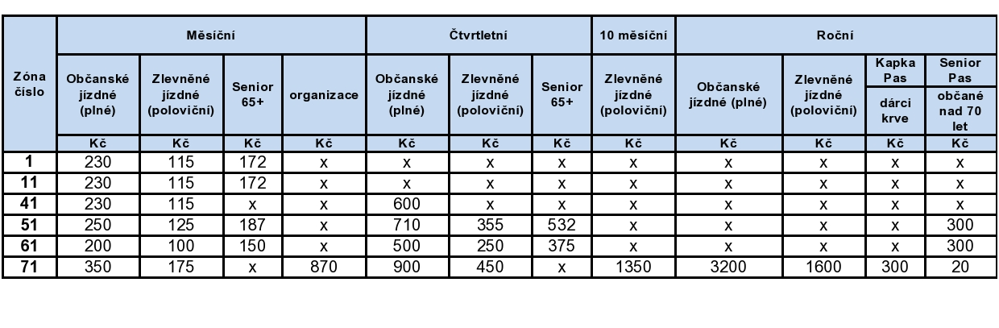 Měsíční Čtvrtletní 10 měsíční Roční
Zóna číslo Občanské jízdné (plné) Zlevněné jízdné (poloviční) Senior 65+ organizace Občanské jízdné (plné) Zlevněné jízdné (poloviční) Senior 65+ Zlevněné jízdné (poloviční) Občanské jízdné (plné) Zlevněné jízdné (poloviční) Kapka Pas Senior Pas
dárci krve občané nad 70 let
Kč Kč Kč Kč Kč Kč Kč Kč Kč Kč Kč Kč
1 230 115 172 x x x x x x x x x
11 230 115 172 x x x x x x x x x
41 230 115 x x 600 x x x x x x x
51 250 125 187 x 710 355 532 x x x x 300
61 200 100 150 x 500 250 375 x x x x 300
71 350 175 x 870 900 450 x 1350 3200 1600 300 20